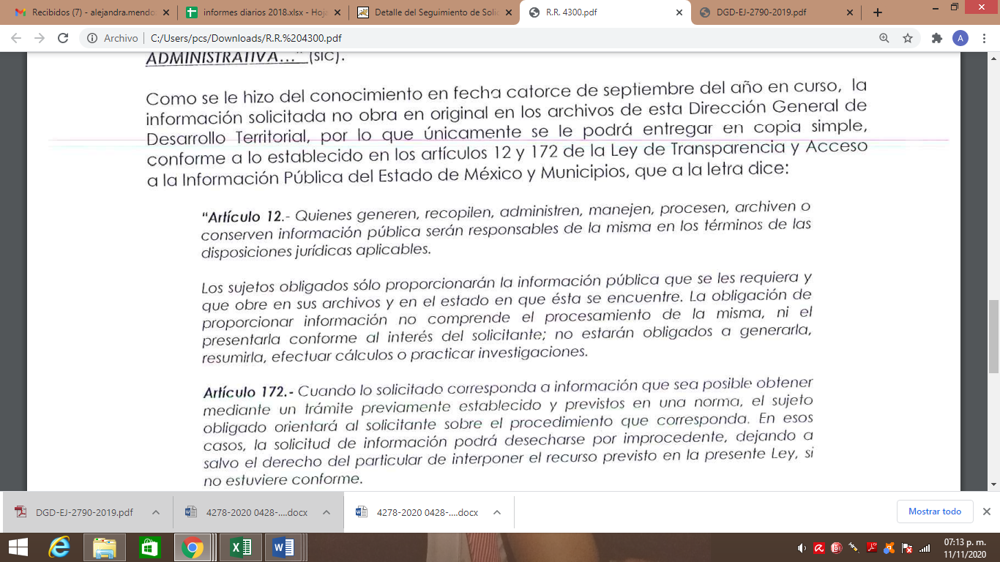 Recibidos (7) - alejandra.mendo
informes diarios 2018.xlsx - Hoja
Detalle del Seguimiento de Solic
R.R. 4300.pdf
DGD-EJ-2790-2019.pdf
Archivo
C:/Users/pcs/Downloads/R.R.%204300.pdf
A
ADMINISTRATIVA..." (SIC).
Como se le hizo del conocimiento en fecha catorce de septiembre del año en curso, la
información solicitada no obra en original en los archivos de esta Dirección General de
Desarrollo Territorial, por lo que únicamente se le podrá entregar en copia simple,
conforme a lo establecido en los artículos 12 y 172 de la Ley de Transparencia y Acceso
a la Información Pública del Estado de México y Municipios, que a la letra dice:
"Artículo 12.- Quienes generen, recopilen, administren, manejen, procesen, archiven o
conserven información pública serán responsables de la misma en los términos de las
disposiciones jurídicas aplicables.
Los sujetos obligados sólo proporcionarán la información pública que se les requiera y
que obre en sus archivos y en el estado en que ésta se encuentre. La obligación de
proporcionar información no comprende el procesamiento de la misma, ni el
presentarla conforme al interés del solicitante; no estarán obligados a generarla,
resumirla, efectuar cálculos o practicar investigaciones.
Artículo 172.- Cuando lo solicitado corresponda a información que sea posible obtener
mediante un trámite previamente establecido y previstos en una norma, el sujeto
obligado orientará al solicitante sobre el procedimiento que corresponda. En esos
casos, la solicitud de información podrá desecharse por improcedente, dejando a
salvo el derecho del particular de interponer el recurso previsto en la presente Ley, si
no estuviere conforme.
DGD-EJ-2790-2019.pdf
4278-2020 0428-....docx
4278-2020 0428-....docx
Mostrar todo
07:13 p. m.
11/11/2020